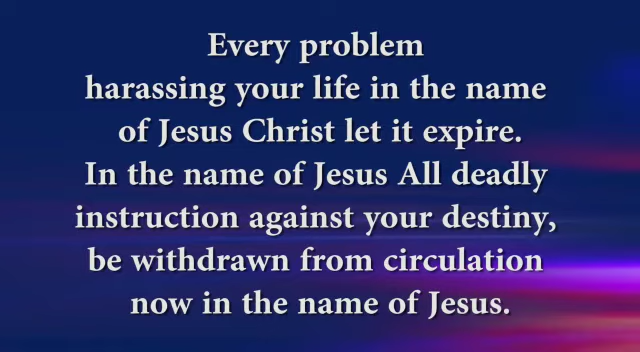 Every problem
harassing your life in the name
of Jesus Christ let it expire.
In the name of Jesus All deadly
instruction against your destiny,
be withdrawn from circulation
now in the name of Jesus.